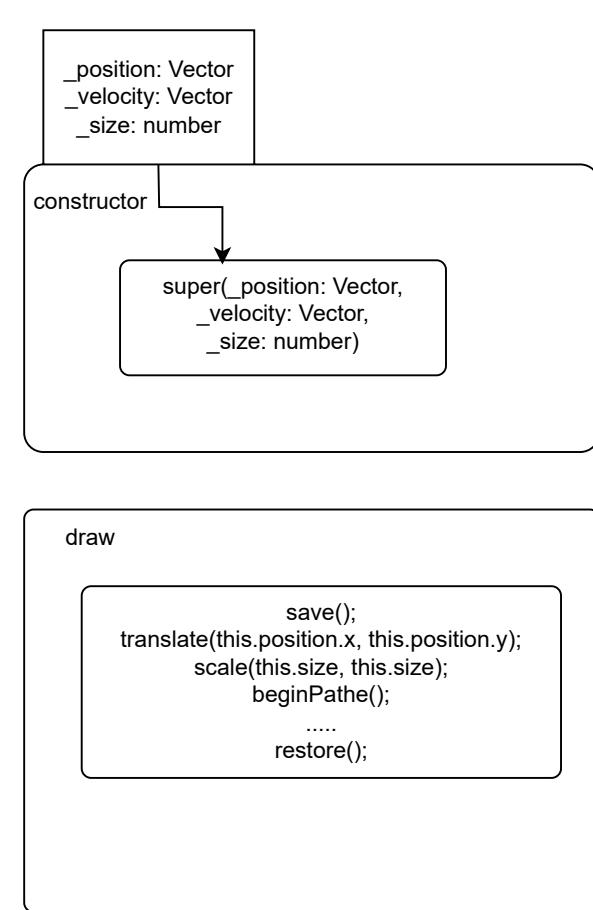 _position: Vector
_velocity: Vector
_size: number
constructor
super(_position: Vector,
_velocity: Vector,
_size: number)
draw
save();
translate(this.position.x, this.position.y);
scale(this.size, this.size);
beginPathe();
.....
restore();